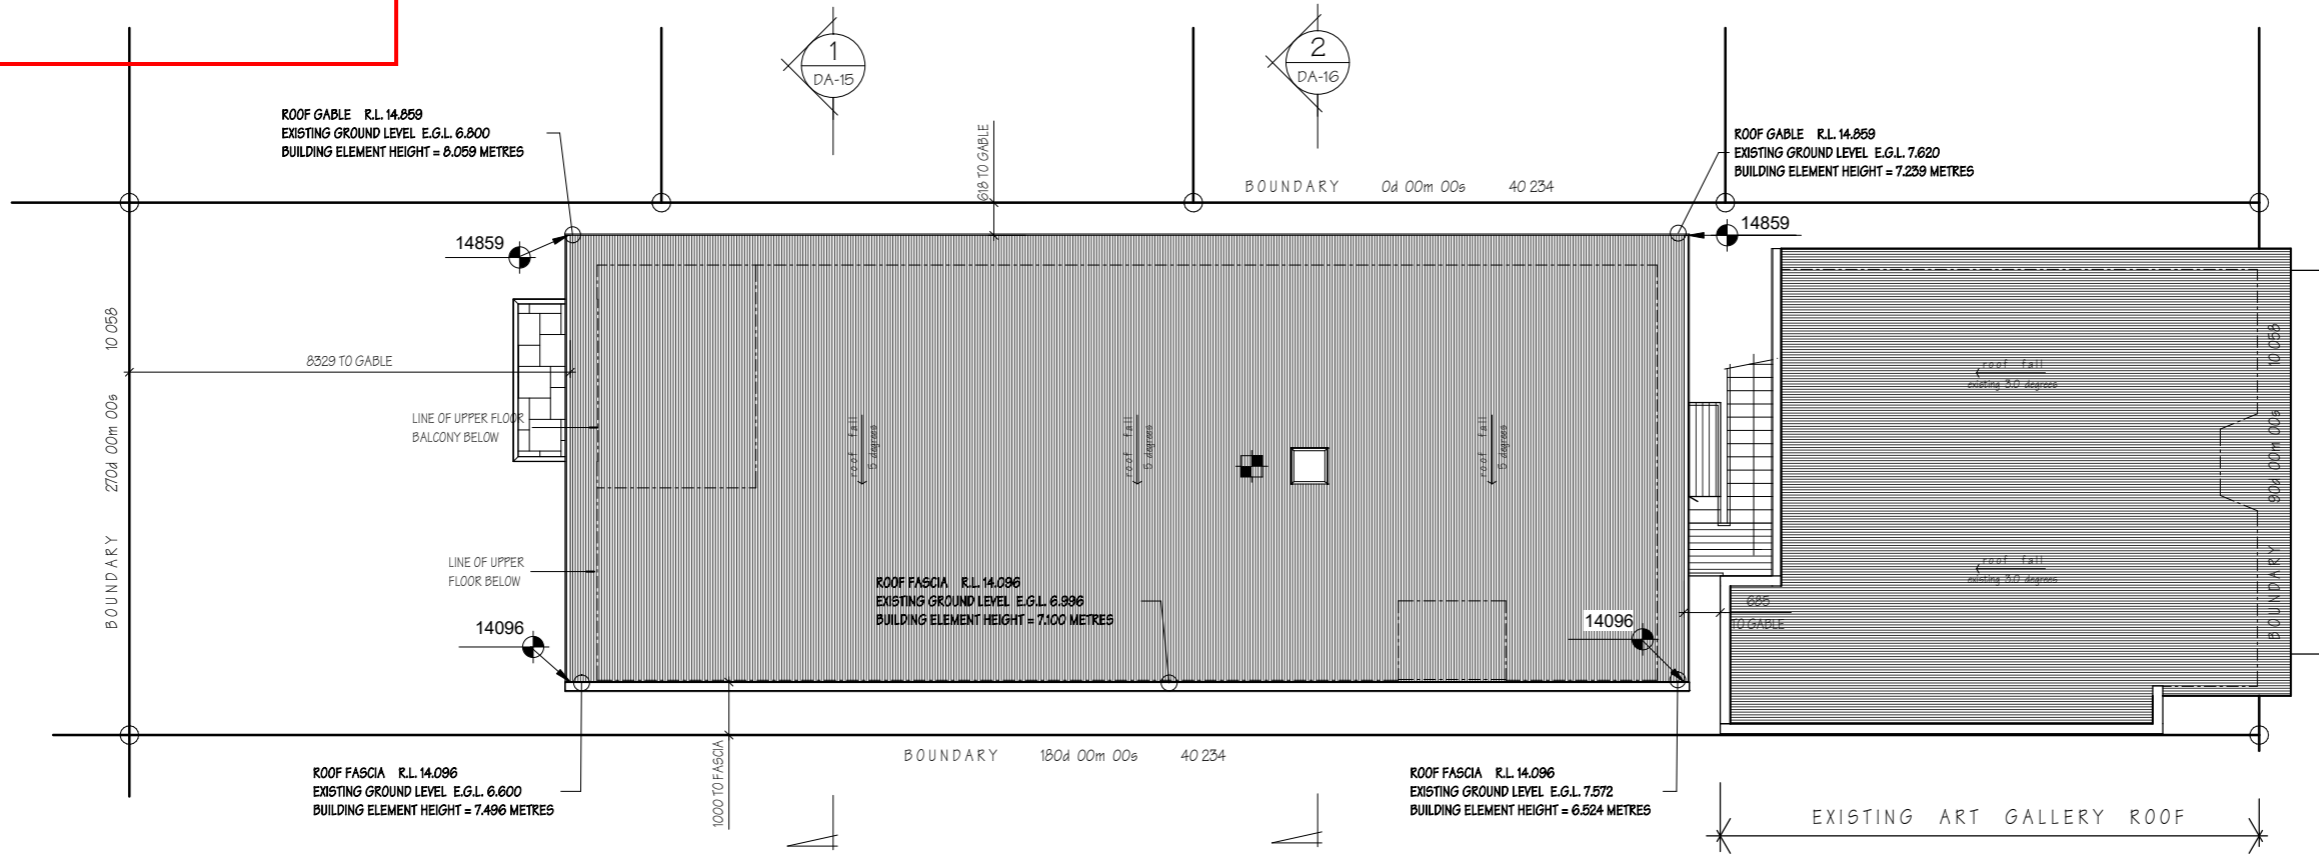 1
DA-15
2
DA-16
ROOF GABLE R.L. 14.859
EXISTING GROUND LEVEL E.G.L. 6.800
BUILDING ELEMENT HEIGHT = 8.059 METRES
618 TO GABLE
BOUNDARY 0d 00m 00s 40 234
ROOF GABLE R.L. 14.859
EXISTING GROUND LEVEL E.G.L. 7.620
BUILDING ELEMENT HEIGHT = 7.239 METRES
14859
14859
BOUNDARY 270d 00m 00s 10 058
8329 TO GABLE
LINE OF UPPER FLOOR
BALCONY BELOW
roof fall
5 degrees
roof fall
5 degrees
roof fall
5 degrees
roof fall
existing 3.0 degrees
BOUNDARY 90d 00m 00s 10 058
LINE OF UPPER
FLOOR BELOW
ROOF FASCIA R.L. 14.096
EXISTING GROUND LEVEL E.G.L. 6.996
BUILDING ELEMENT HEIGHT = 7.100 METRES
roof fall
existing 3.0 degrees
685
TO GABLE
14096
14096
1000 TO FASCIA
BOUNDARY 180d 00m 00s 40 234
ROOF FASCIA R.L. 14.096
EXISTING GROUND LEVEL E.G.L. 6.600
BUILDING ELEMENT HEIGHT = 7.496 METRES
ROOF FASCIA R.L. 14.096
EXISTING GROUND LEVEL E.G.L. 7.572
BUILDING ELEMENT HEIGHT = 6.524 METRES
EXISTING ART GALLERY ROOF